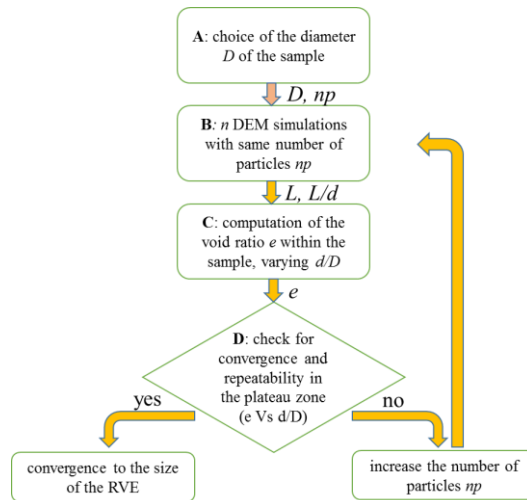 A: choice of the diameter
D of the sample
D, np
B: n DEM simulations
with same number of
particles np
L, L/d
C: computation of the
void ratio e within the
sample, varying d/D
e
D: check for
convergence and
repeatability in
the plateau zone
(e Vs d/D)
yes
no
convergence to the size
of the RVE
increase the number of
particles np